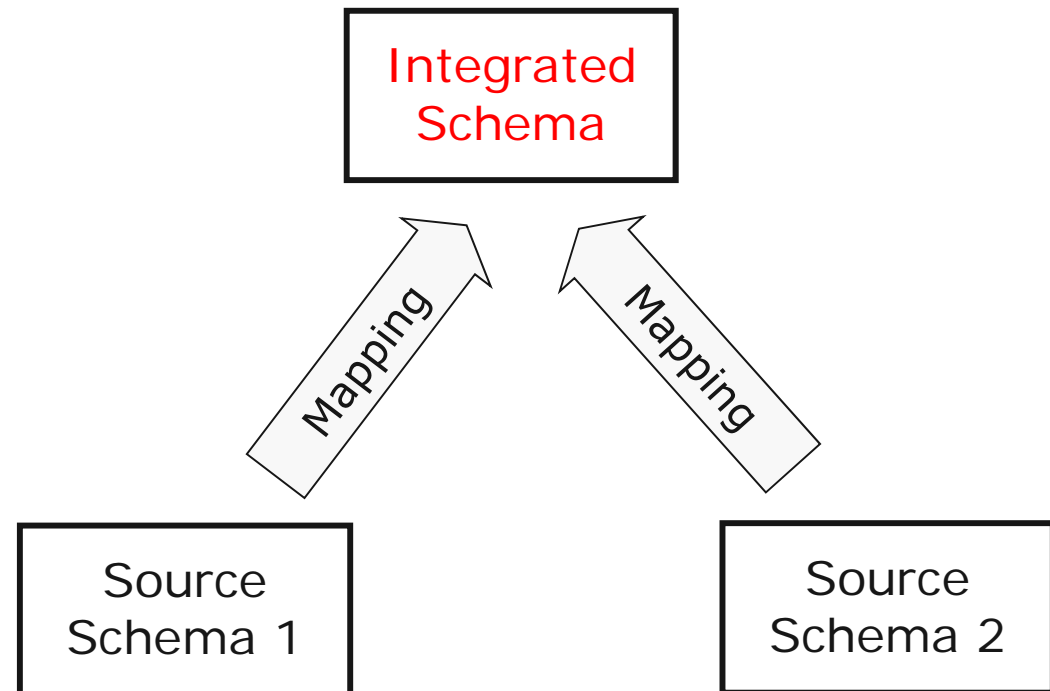 Integrated
Schema
Mapping
Mapping
Source
Schema 1
Source
Schema 2